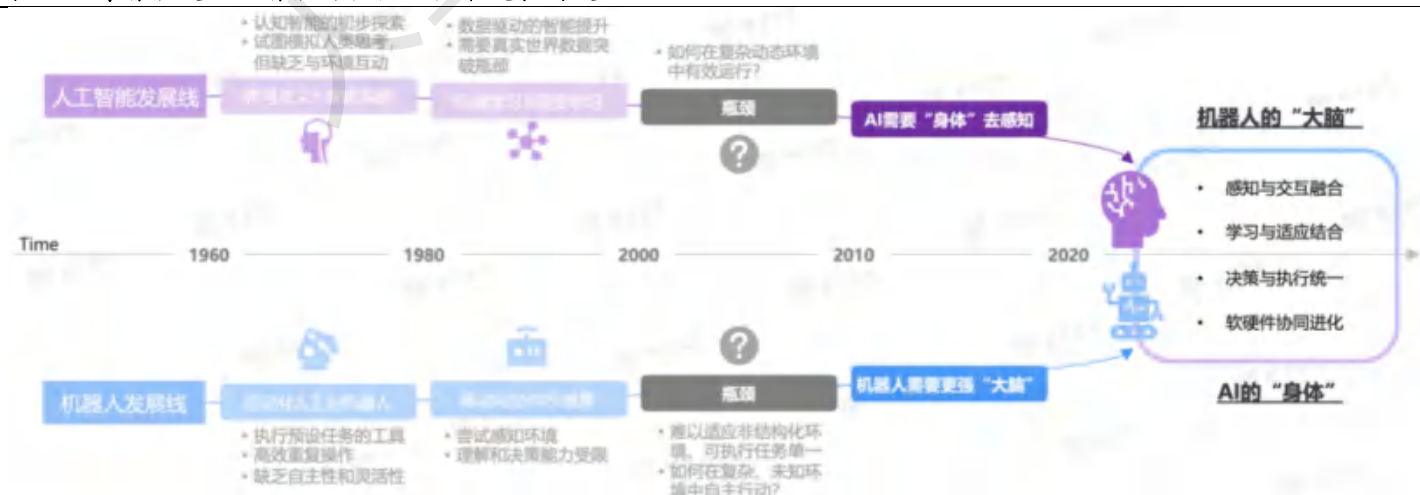 • 认知智能的初步探索
• 试图模拟人类思考，
但缺乏与环境互动
• 数据驱动的智能提升
• 需要真实世界数据突
破瓶颈
• 如何在复杂动态环境
中有效运行？
人工智能发展线
瓶颈
AI需要“身体”去感知
机器人的“大脑”
?
• 感知与交互融合
• 学习与适应结合
Time
1960
1980
2000
2010
2020
• 决策与执行统一
• 软硬件协同进化
?
机器人发展线
瓶颈
机器人需要更强“大脑”
AI的“身体”
• 执行预设任务的工具
• 高效重复操作
• 缺乏自主性和灵活性
• 尝试感知环境
• 理解和决策能力受限
• 难以适应非结构化环
境，可执行任务单一
• 如何在复杂、未知环
境中自主行动？